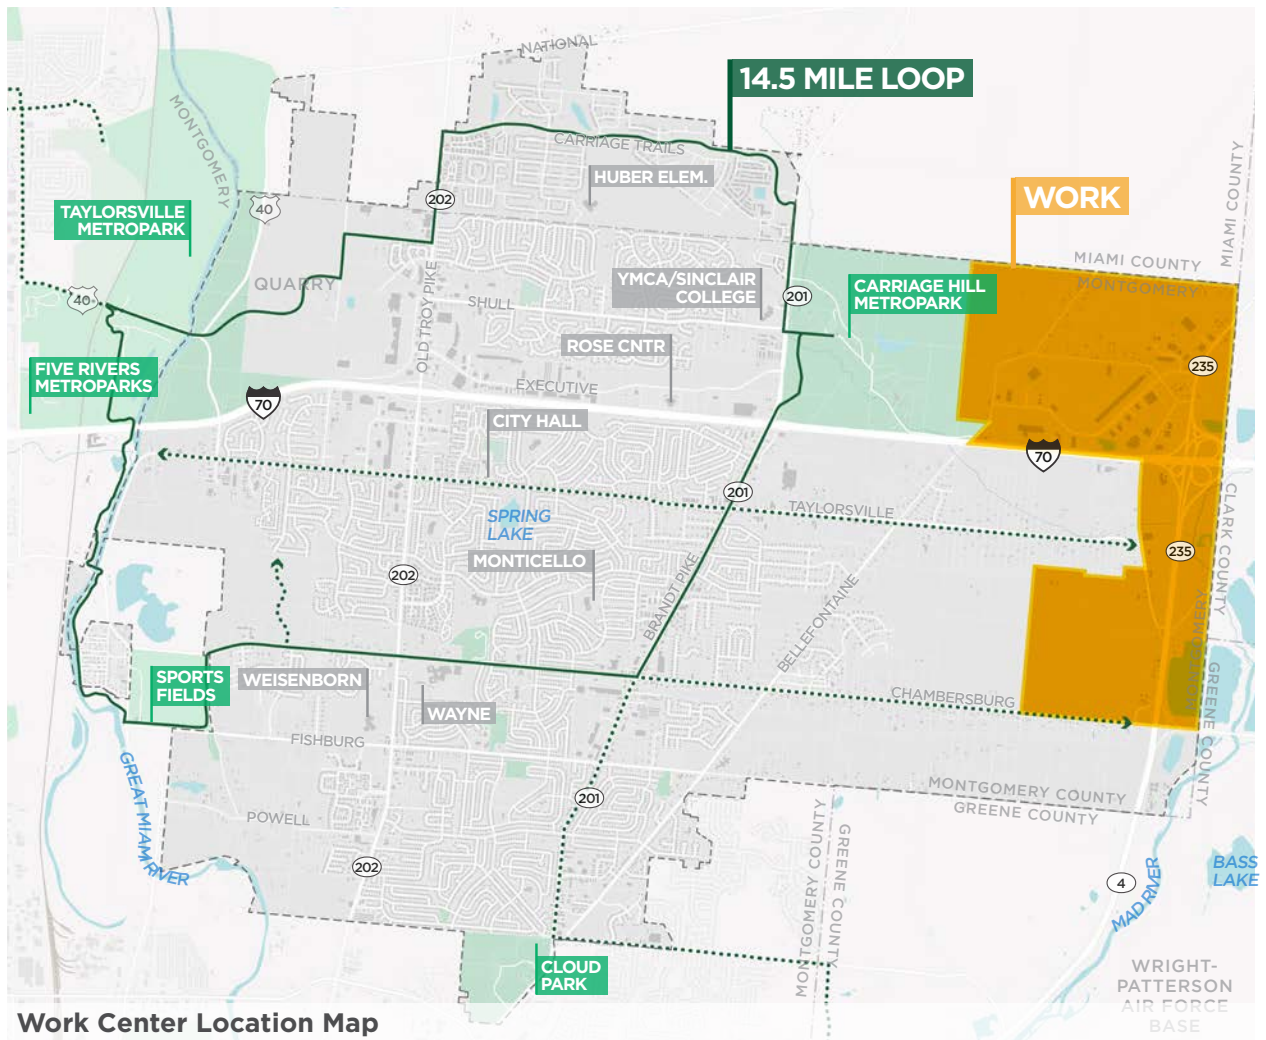 NATIONAL
14.5 MILE LOOP
MONTGOMERY
CARRIAGE TRAILS
HUBER ELEM.
WORK
MIAMI COUNTY
202
40
TAYLORSVILLE
METROPARK
MIAMI COUNTY
MONTGOMERY
QUARRY
YMCA/SINCLAIR
COLLEGE
201
CARRIAGE HILL
METROPARK
40
OLD TROY PIKE
SHULL
ROSE CNTR
FIVE RIVERS
METROPARKS
235
EXECUTIVE
70
CITY HALL
70
201
TAYLORSVILLE
SPRING
LAKE
CLARK COUNTY
235
MONTICELLO
202
BRANDT PIKE
BELLEFONTAINE
MONTGOMERY
GREENE COUNTY
SPORTS
FIELDS
WEISENBORN
WAYNE
CHAMBERSBURG
FISHBURG
GREAT MIAMI RIVER
201
MONTGOMERY COUNTY
GREENE COUNTY
POWELL
MONTGOMERY COUNTY
GREENE COUNTY
202
4
MAD RIVER
BASS
LAKE
CLOUD
PARK
WRIGHT-
PATTERSON
AIR FORCE
BASE
Work Center Location Map